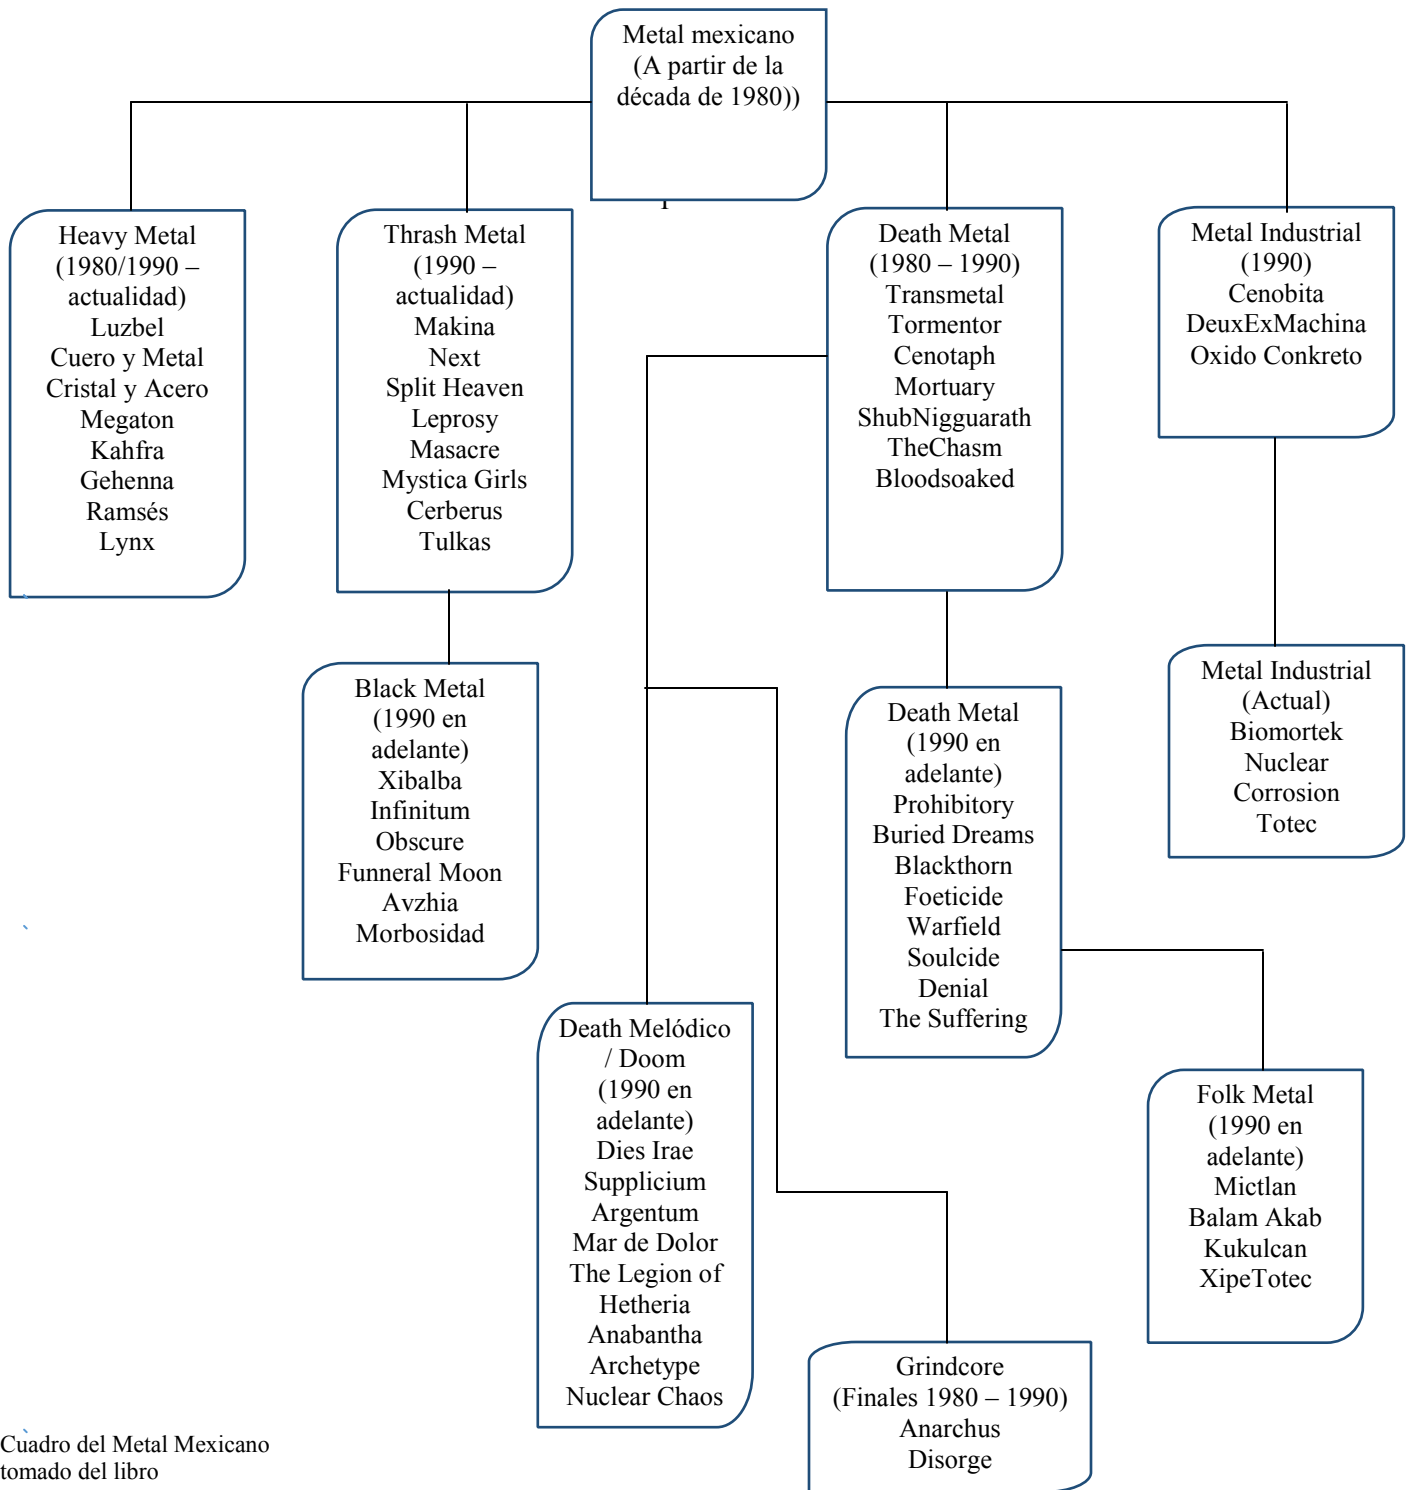 Metal mexicano
(A partir de la
década de 1980))
Heavy Metal
(1980/1990 –
actualidad)
Luzbel
Cuero y Metal
Cristal y Acero
Megaton
Kahfra
Gehenna
Ramsés
Lynx
Thrash Metal
(1990 –
actualidad)
Makina
Next
Split Heaven
Leprosy
Masacre
Mystica Girls
Cerberus
Tulkas
Death Metal
(1980 – 1990)
Transmetal
Tormentor
Cenotaph
Mortuary
ShubNigguarath
TheChasm
Bloodsoaked
Metal Industrial
(1990)
Cenobita
DeuxExMachina
Oxido Conkreto
Black Metal
(1990 en
adelante)
Xibalba
Infinitum
Obscure
Funneral Moon
Avzhia
Morbosidad
Death Metal
(1990 en
adelante)
Prohibitory
Buried Dreams
Blackthorn
Foeticide
Warfield
Soulcide
Denial
The Suffering
Metal Industrial
(Actual)
Biomortek
Nuclear
Corrosion
Totec
Death Melódico
/ Doom
(1990 en
adelante)
Dies Irae
Supplicium
Argentum
Mar de Dolor
The Legion of
Hetheria
Anabantha
Archetype
Nuclear Chaos
Folk Metal
(1990 en
adelante)
Mictlan
Balam Akab
Kukulcan
XipeTotec
Grindcore
(Finales 1980 – 1990)
Anarchus
Disorge
Cuadro del Metal Mexicano
tomado del libro